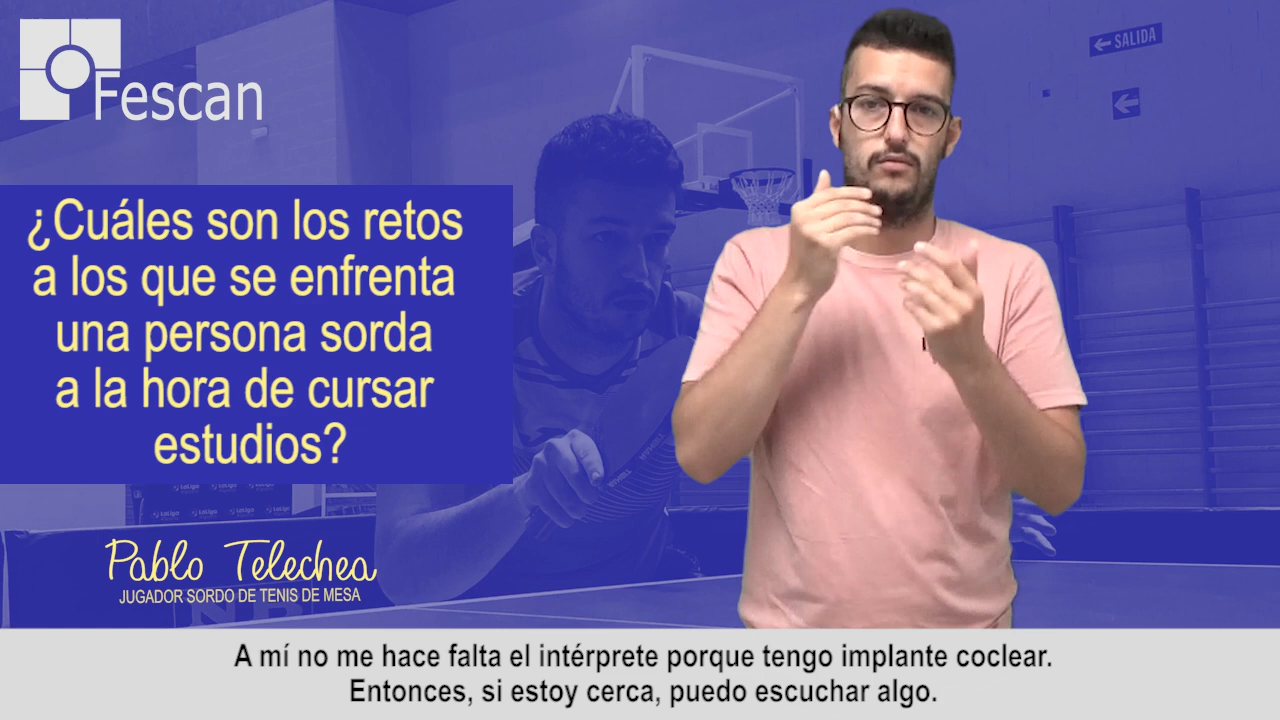 Fescan
SALIDA
¿Cuáles son los retos
a los que se enfrenta
una persona sorda
a la hora de cursar
estudios?
Pablo Telechea
JUGADOR SORDO DE TENIS DE MESA
A mí no me hace falta el intérprete porque tengo implante coclear.
Entonces, si estoy cerca, puedo escuchar algo.